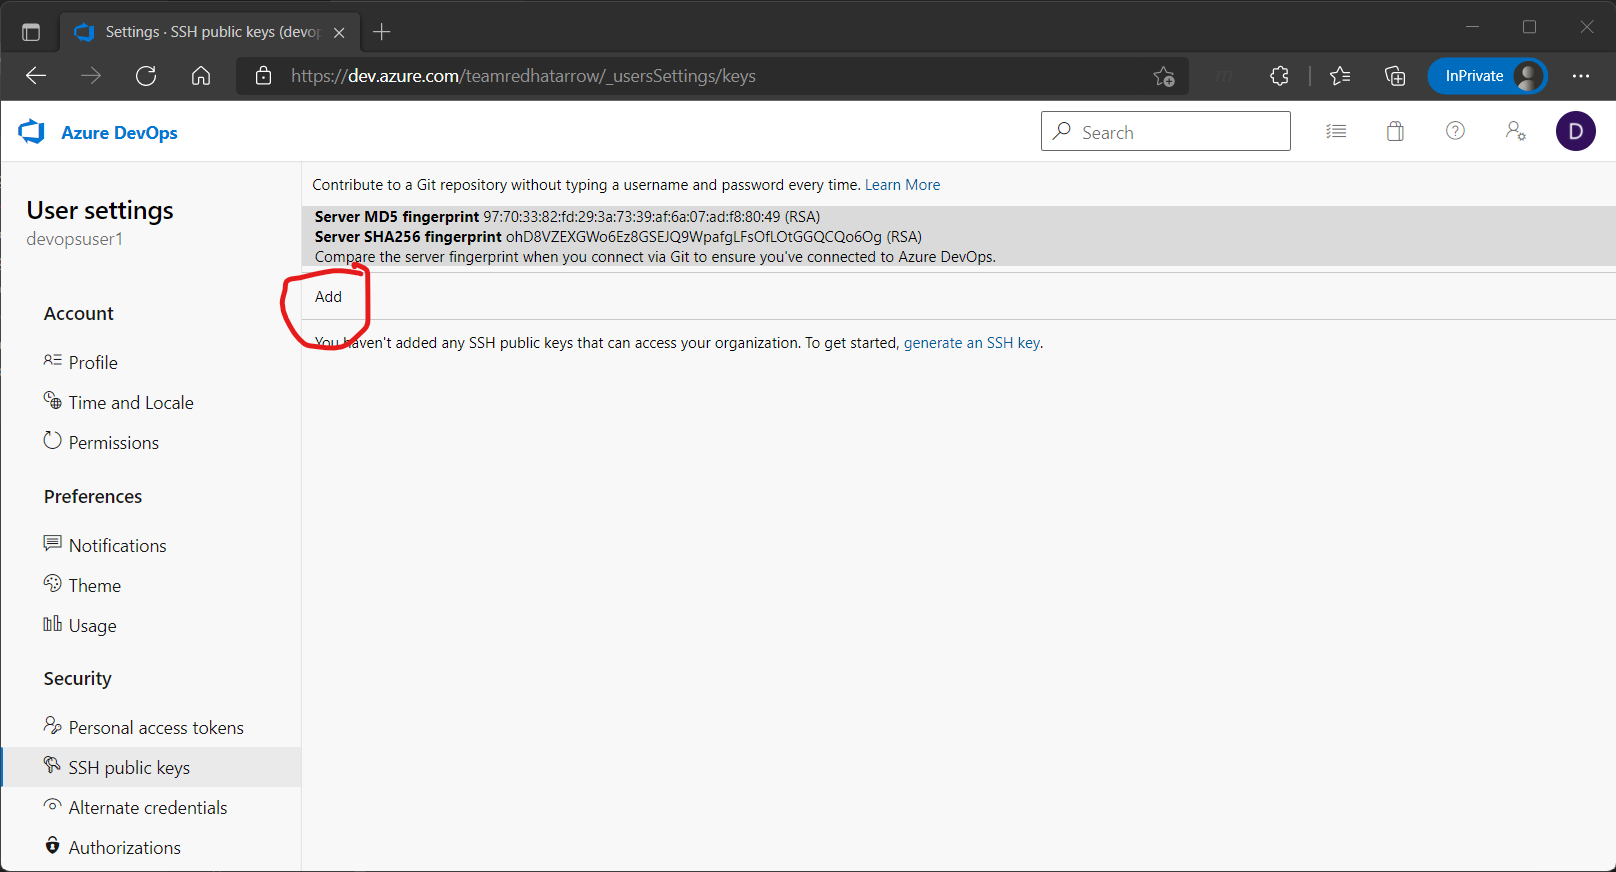 Settings · SSH public keys (devop
https://dev.azure.com/teamredhatarrow/_usersSettings/keys
InPrivate
Azure DevOps
Search
D
User settings
devopsuser1
Account
Profile
Time and Locale
Permissions
Preferences
Notifications
Theme
Usage
Security
Personal access tokens
SSH public keys
Alternate credentials
Authorizations
Contribute to a Git repository without typing a username and password every time. Learn More
Server MD5 fingerprint 97:70:33:82:fd:29:3a:73:39:af:6a:07:ad:f8:80:49 (RSA)
Server SHA256 fingerprint ohD8VZEXGWo6Ez8GSEJQ9WpafgLFsOfLOtGGQCQo6Og (RSA)
Compare the server fingerprint when you connect via Git to ensure you've connected to Azure DevOps.
Add
You haven't added any SSH public keys that can access your organization. To get started, generate an SSH key.